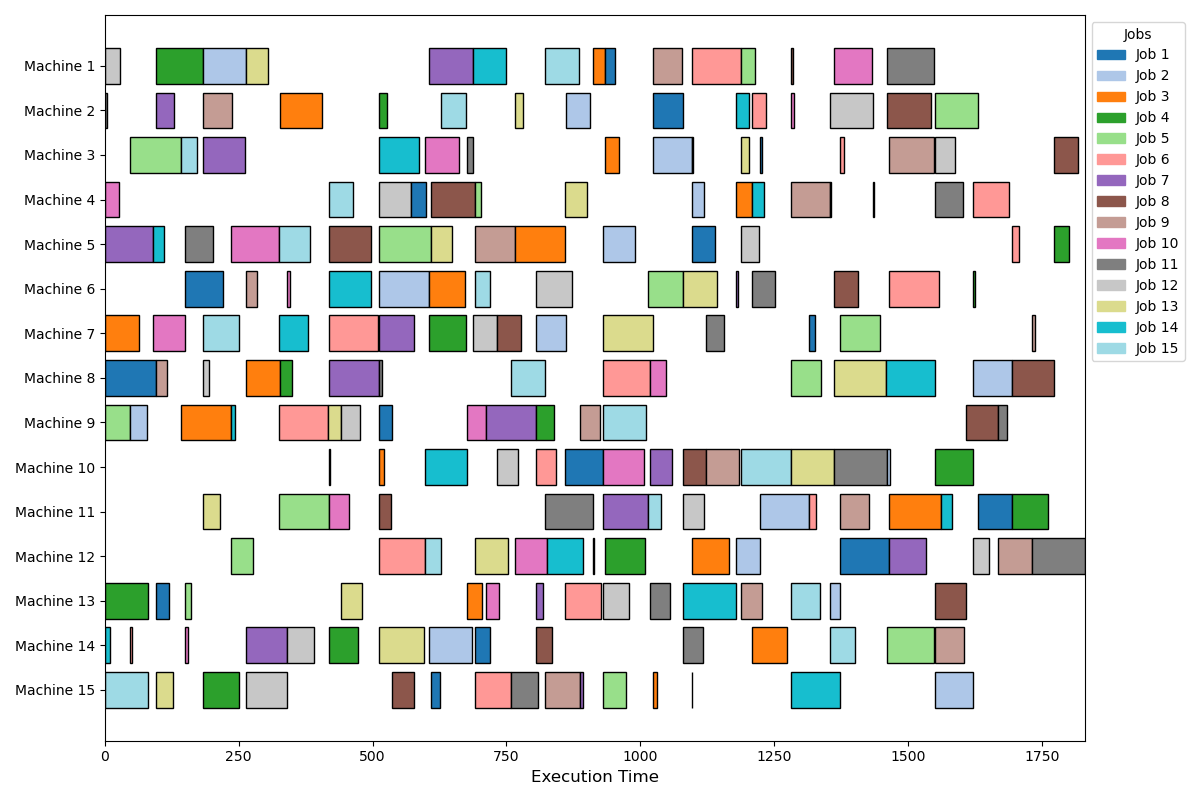 Machine 1
Machine 2
Machine 3
Machine 4
Machine 5
Machine 6
Machine 7
Machine 8
Machine 9
Machine 10
Machine 11
Machine 12
Machine 13
Machine 14
Machine 15
0 250 500 750 1000 1250 1500 1750
Execution Time
Jobs
Job 1
Job 2
Job 3
Job 4
Job 5
Job 6
Job 7
Job 8
Job 9
Job 10
Job 11
Job 12
Job 13
Job 14
Job 15